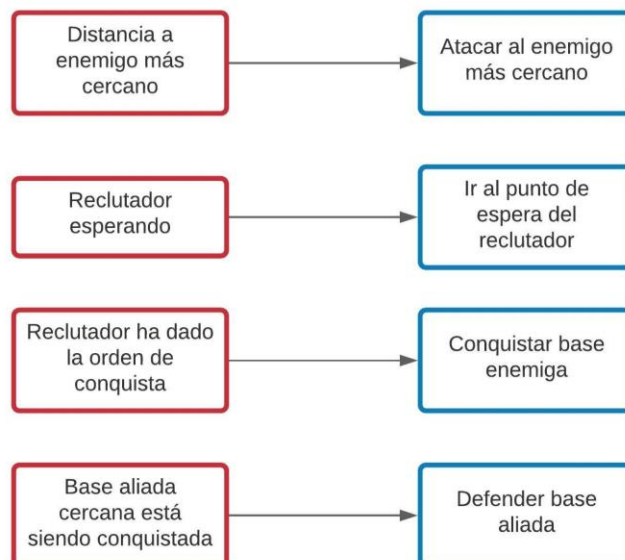 Distancia a
enemigo más
cercano
Atacar al enemigo
más cercano
Reclutador
esperando
Ir al punto de
espera del
reclutador
Reclutador ha dado
la orden de
conquista
Conquistar base
enemiga
Base aliada
cercana está
siendo conquistada
Defender base
aliada